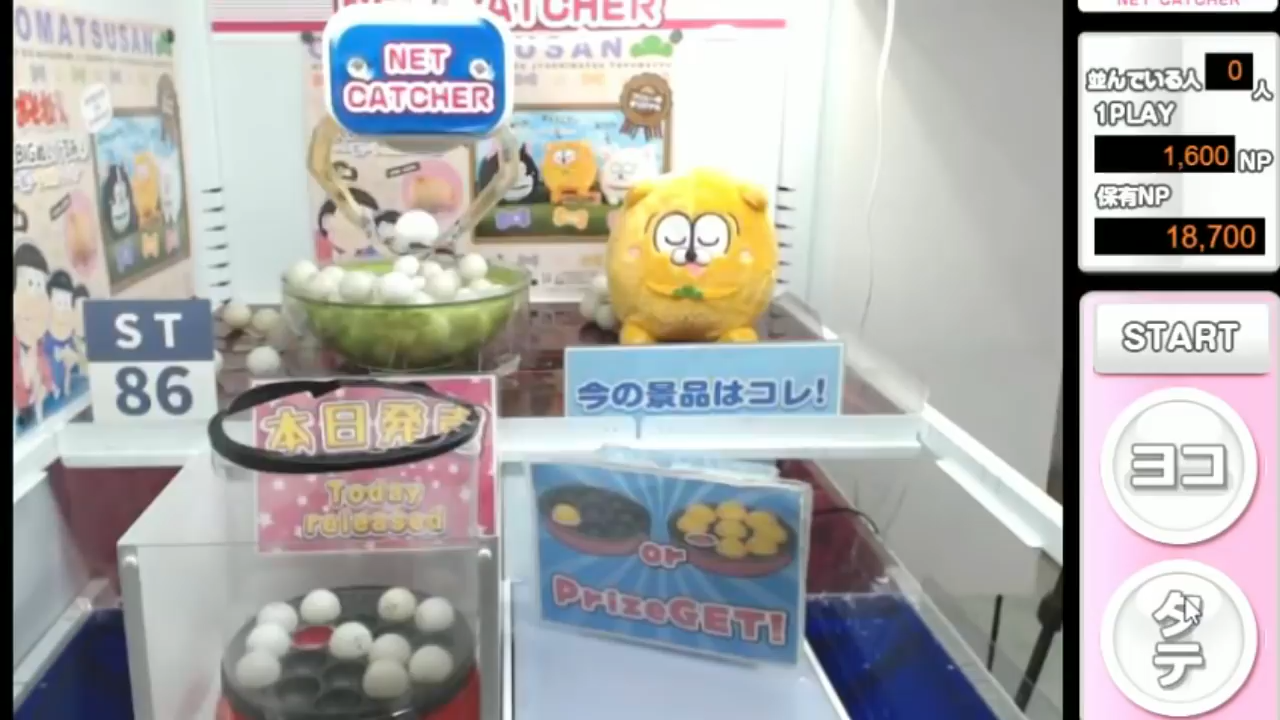 NET CATCHER
OMATSUSAN
NET
CATCHER
ST
86
今の景品はコレ!
本日発売
Today
released
or
PrizeGET!
NET CATCHER
並んでいる人 0 人
1PLAY
1,600 NP
保有NP
18,700
START
ヨコ
タテ